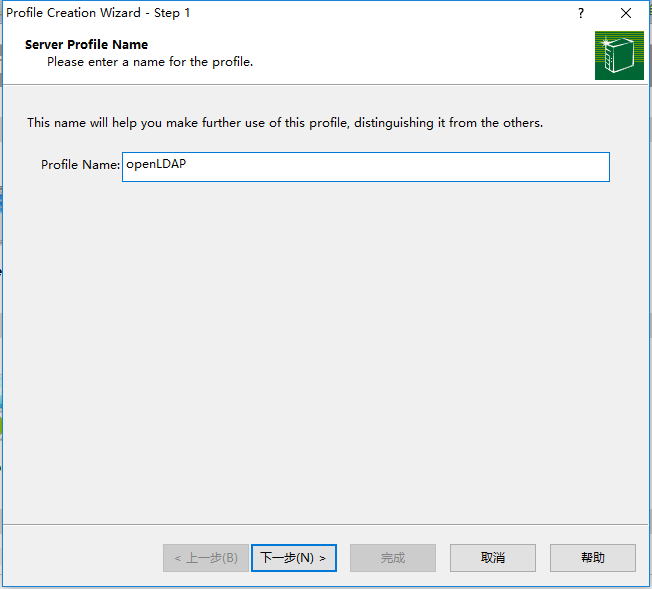 Profile Creation Wizard - Step 1
?
Server Profile Name
Please enter a name for the profile.
This name will help you make further use of this profile, distinguishing it from the others.
Profile Name: openLDAP
< 上一步(B) 下一步(N) > 完成 取消 帮助